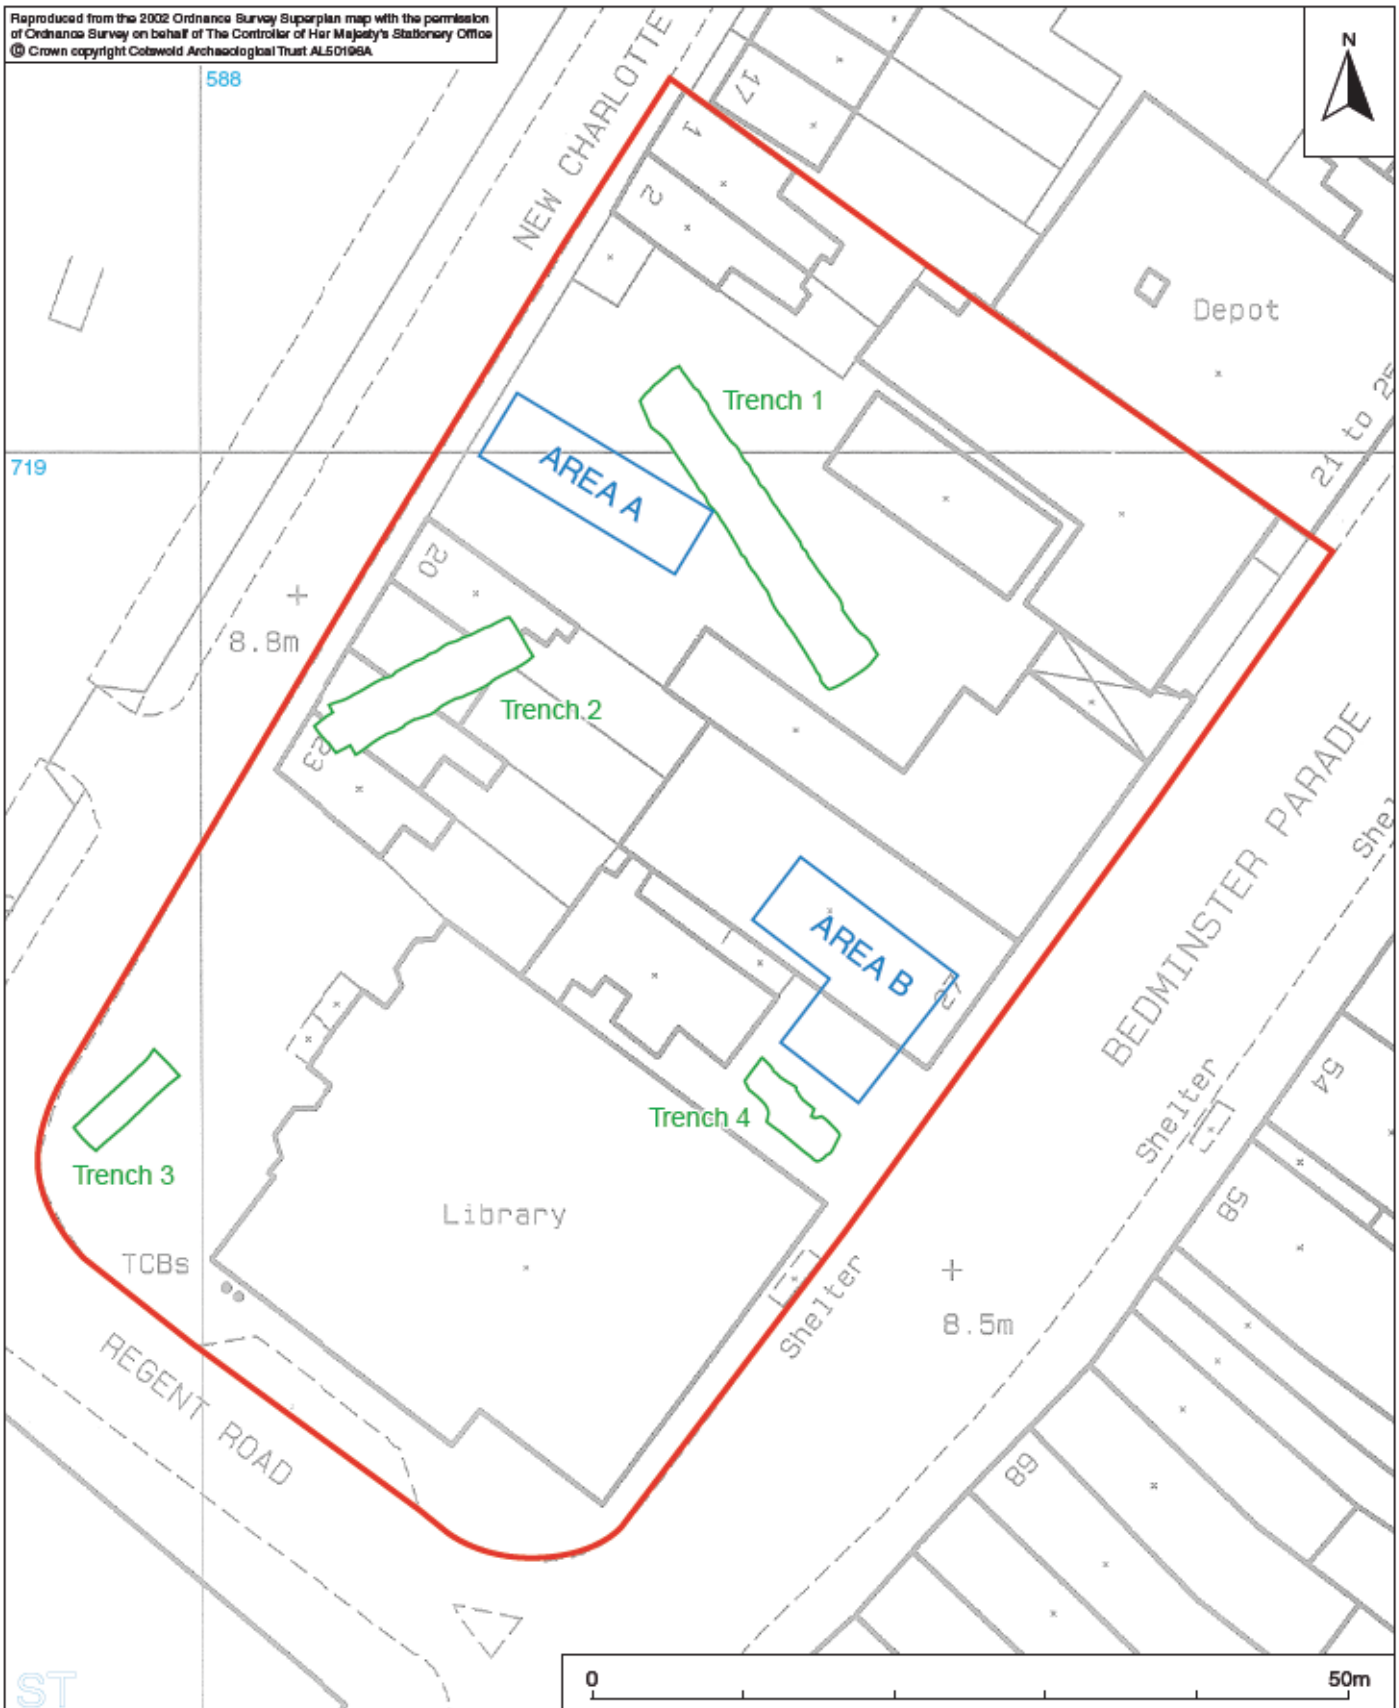 Reproduced from the 2002 Ordnance Survey Superplan map with the permission
of Ordnance Survey on behalf of The Controller of Her Majesty's Stationery Office
© Crown copyright Cotswold Archaeological Trust AL50196A
N
588
NEW CHARLOTTE
17
1
2
Depot
Trench 1
21 to 25
719
AREA A
20
8.8m
Trench 2
23
BEDMINSTER PARADE
Shel
AREA B
27
54
Shelter
Trench 4
Trench 3
58
Library
TCBs
Shelter
8.5m
REGENT ROAD
68
ST
0
50m